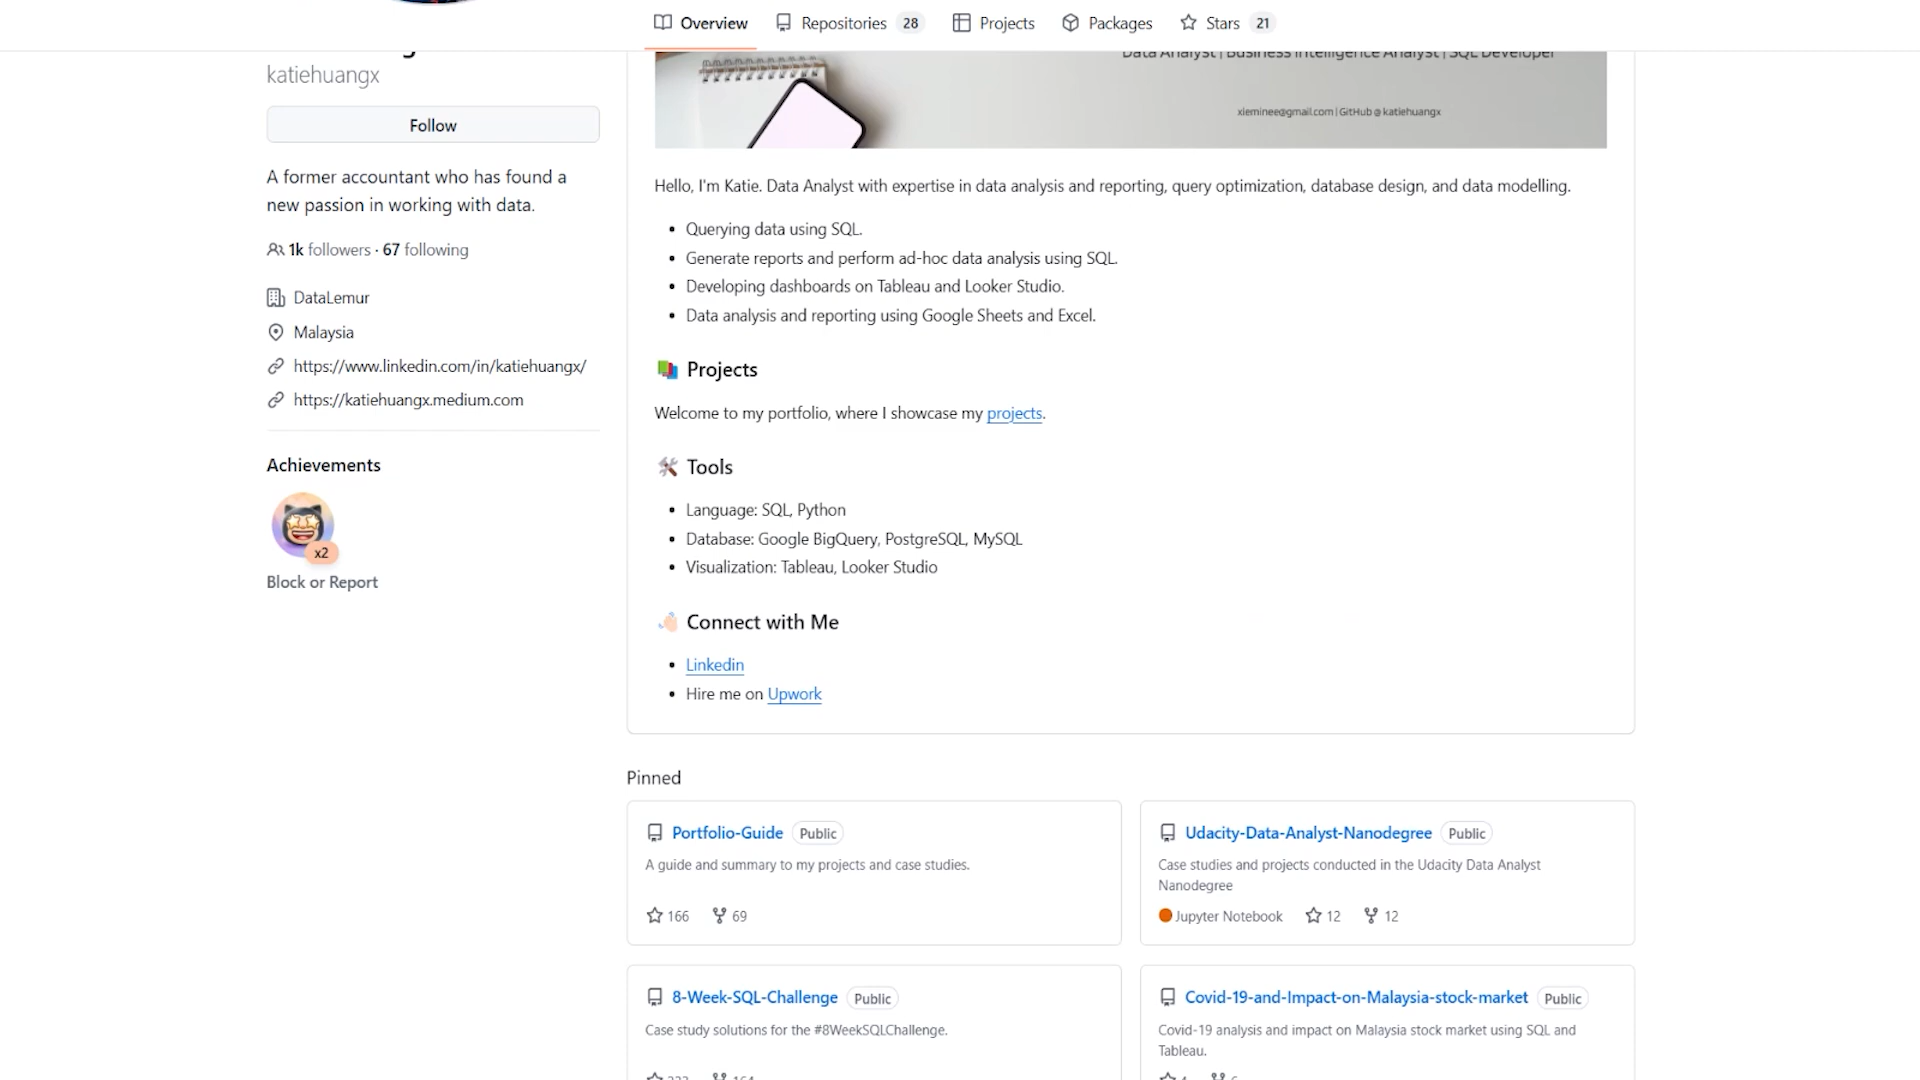 Overview
Repositories 28
Projects
Packages
Stars 21
katiehuangx
Follow
A former accountant who has found a
new passion in working with data.
1k followers · 67 following
DataLemur
Malaysia
https://www.linkedin.com/in/katiehuangx/
https://katiehuangx.medium.com
Achievements
x2
Block or Report
Data Analyst | Business Intelligence Analyst | SQL Developer
xieminee@gmail.com | GitHub @ katiehuangx
Hello, I'm Katie. Data Analyst with expertise in data analysis and reporting, query optimization, database design, and data modelling.
• Querying data using SQL.
• Generate reports and perform ad-hoc data analysis using SQL.
• Developing dashboards on Tableau and Looker Studio.
• Data analysis and reporting using Google Sheets and Excel.
Projects
Welcome to my portfolio, where I showcase my projects.
Tools
• Language: SQL, Python
• Database: Google BigQuery, PostgreSQL, MySQL
• Visualization: Tableau, Looker Studio
Connect with Me
• Linkedin
• Hire me on Upwork
Pinned
Portfolio-Guide Public
A guide and summary to my projects and case studies.
166 69
Udacity-Data-Analyst-Nanodegree Public
Case studies and projects conducted in the Udacity Data Analyst
Nanodegree
Jupyter Notebook 12 12
8-Week-SQL-Challenge Public
Case study solutions for the #8WeekSQLChallenge.
Covid-19-and-Impact-on-Malaysia-stock-market Public
Covid-19 analysis and impact on Malaysia stock market using SQL and
Tableau.